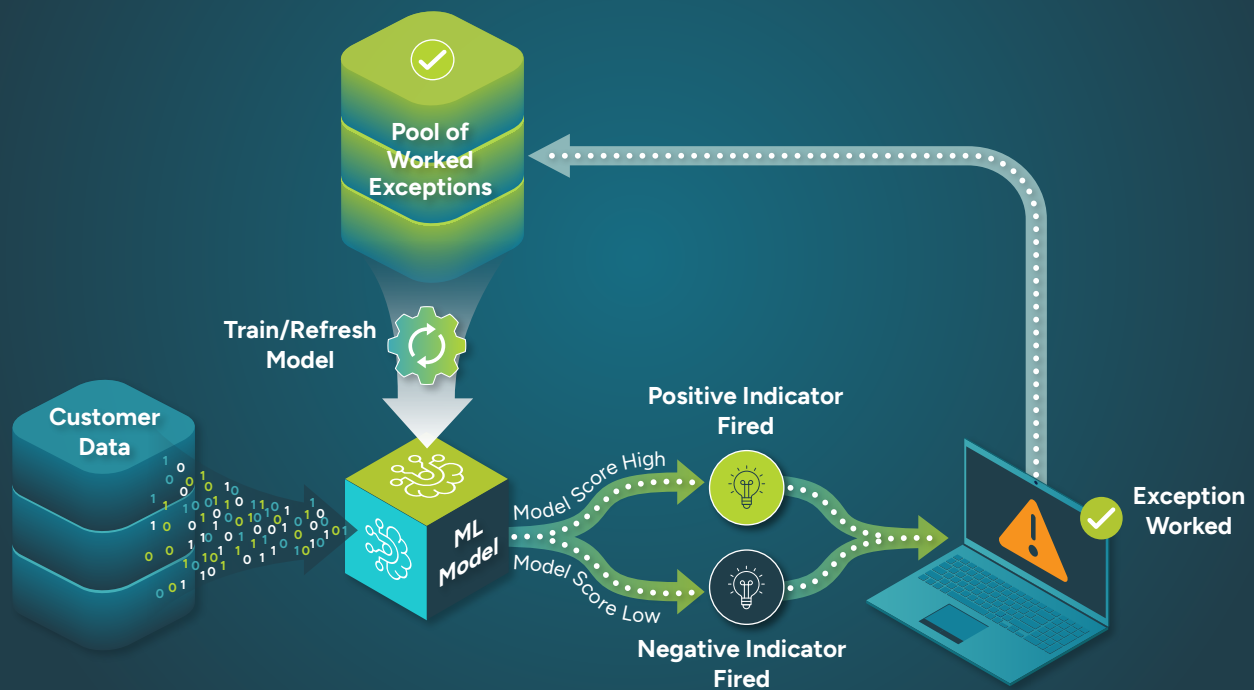 Pool of
Worked
Exceptions
Train/Refresh
Model
Customer
Data
ML
Model
Model Score High
Model Score Low
Positive Indicator
Fired
Negative Indicator
Fired
Exception
Worked